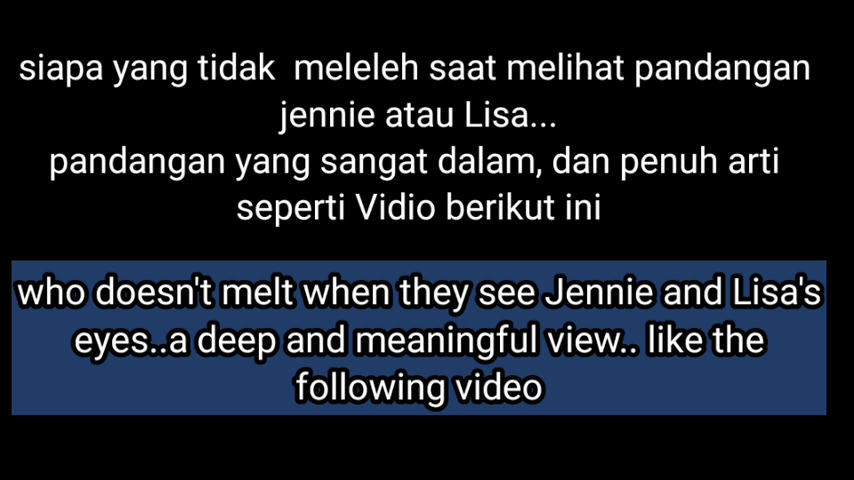 siapa yang tidak  meleleh saat melihat pandangan
jennie atau Lisa...
pandangan yang sangat dalam, dan penuh arti
seperti Vidio berikut ini
who doesn't melt when they see Jennie and Lisa's
eyes..a deep and meaningful view.. like the
following video